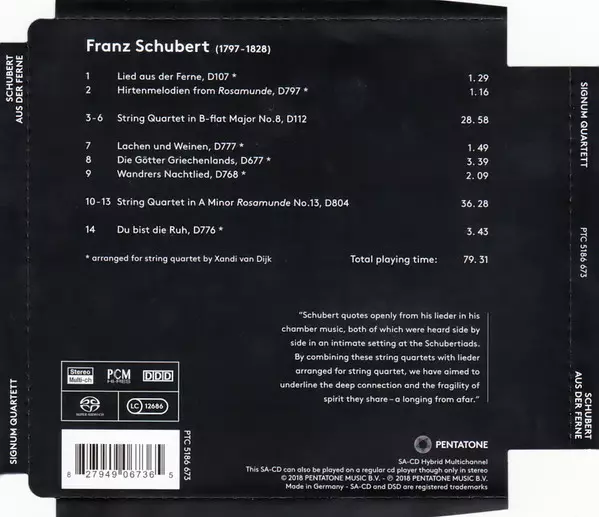 SCHUBERT
AUS DER FERNE
SIGNUM QUARTETT
Franz Schubert (1797-1828)
1 Lied aus der Ferne, D107 * 1.29
2 Hirtenmelodien from Rosamunde, D797 * 1.16
3-6 String Quartet in B-flat Major No.8, D112 28.58
7 Lachen und Weinen, D777 * 1.49
8 Die Götter Griechenlands, D677 * 3.39
9 Wandrers Nachtlied, D768 * 2.09
10-13 String Quartet in A Minor Rosamunde No.13, D804 36.28
14 Du bist die Ruh, D776 * 3.43
* arranged for string quartet by Xandi van Dijk Total playing time: 79.31
"Schubert quotes openly from his lieder in his
chamber music, both of which were heard side by
side in an intimate setting at the Schubertiads.
By combining these string quartets with lieder
arranged for string quartet, we have aimed to
underline the deep connection and the fragility of
spirit they share – a longing from afar."
Stereo
Multi-ch
PCM
DDD
SUPER AUDIO CD
LC 12686
8 27949 06736 5
PTC 5186 673
PENTATONE
SA-CD Hybrid Multichannel
This SA-CD can also be played on a regular cd player though only in stereo
© 2018 PENTATONE MUSIC B.V. - ℗ 2018 PENTATONE MUSIC B.V.
Made in Germany - SA-CD and DSD are registered trademarks
SIGNUM QUARTETT
PTC 5186 673
SCHUBERT
AUS DER FERNE